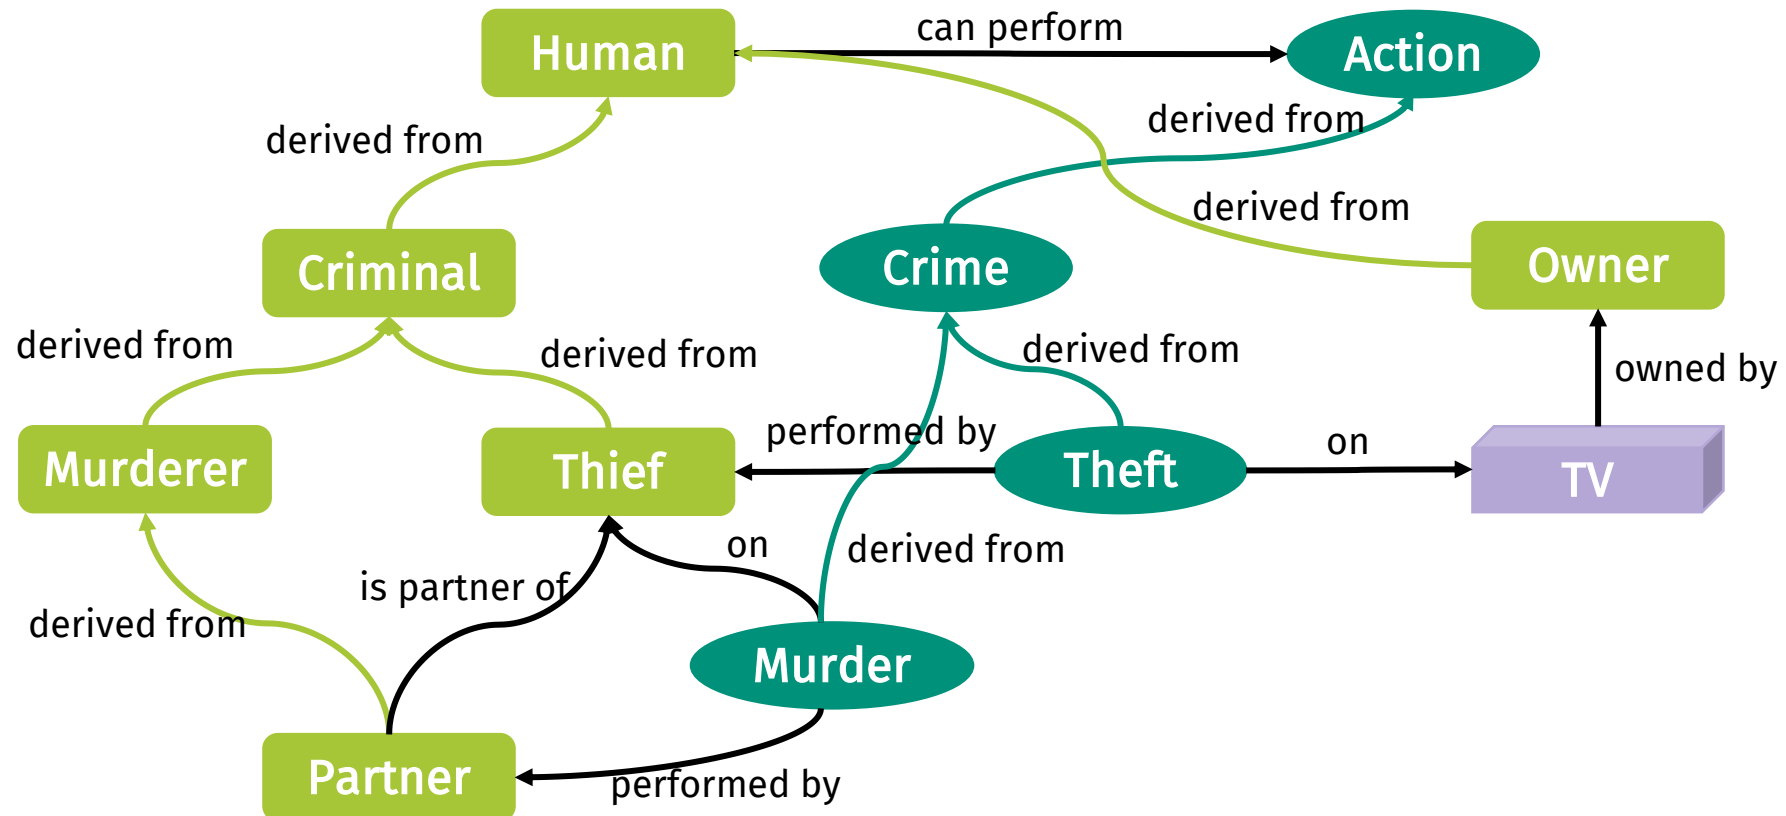 can perform
Human
Action
derived from
derived from
derived from
Criminal
Crime
Owner
derived from
derived from
derived from
owned by
performed by
on
Murderer
Thief
Theft
TV
on
derived from
is partner of
derived from
Murder
Partner
performed by